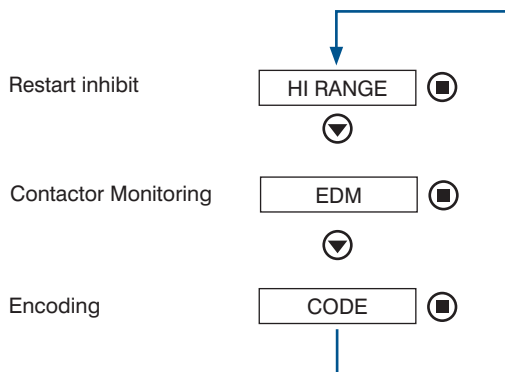 Restart inhibit HI RANGE
Contactor Monitoring EDM
Encoding CODE